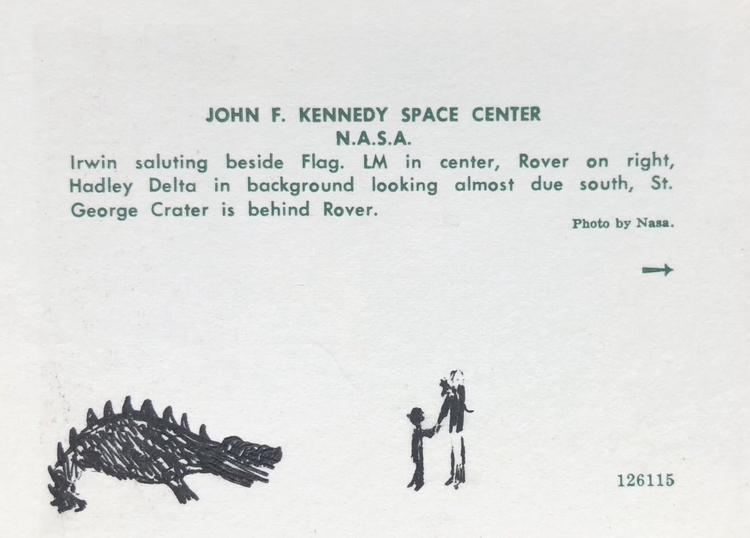 JOHN F. KENNEDY SPACE CENTER
N.A.S.A.
Irwin saluting beside Flag. LM in center, Rover on right,
Hadley Delta in background looking almost due south, St.
George Crater is behind Rover.
Photo by Nasa.
126115